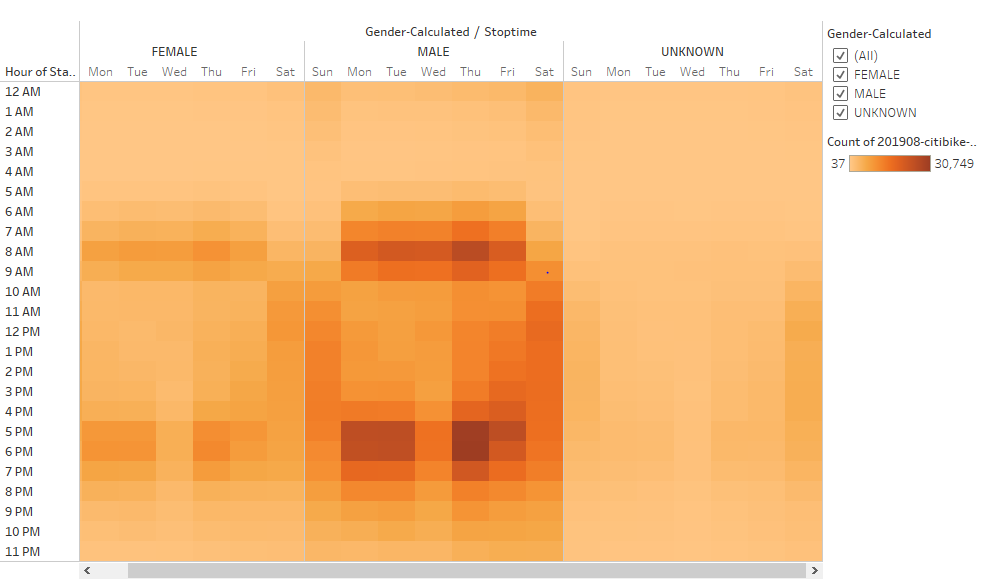 Gender-Calculated / Stoptime
FEMALE MALE UNKNOWN
Hour of Sta.. Mon Tue Wed Thu Fri Sat Sun Mon Tue Wed Thu Fri Sat Sun Mon Tue Wed Thu Fri Sat
12 AM
1 AM
2 AM
3 AM
4 AM
5 AM
6 AM
7 AM
8 AM
9 AM
10 AM
11 AM
12 PM
1 PM
2 PM
3 PM
4 PM
5 PM
6 PM
7 PM
8 PM
9 PM
10 PM
11 PM
Gender-Calculated
(All)
FEMALE
MALE
UNKNOWN
Count of 201908-citibike-..
37 30,749